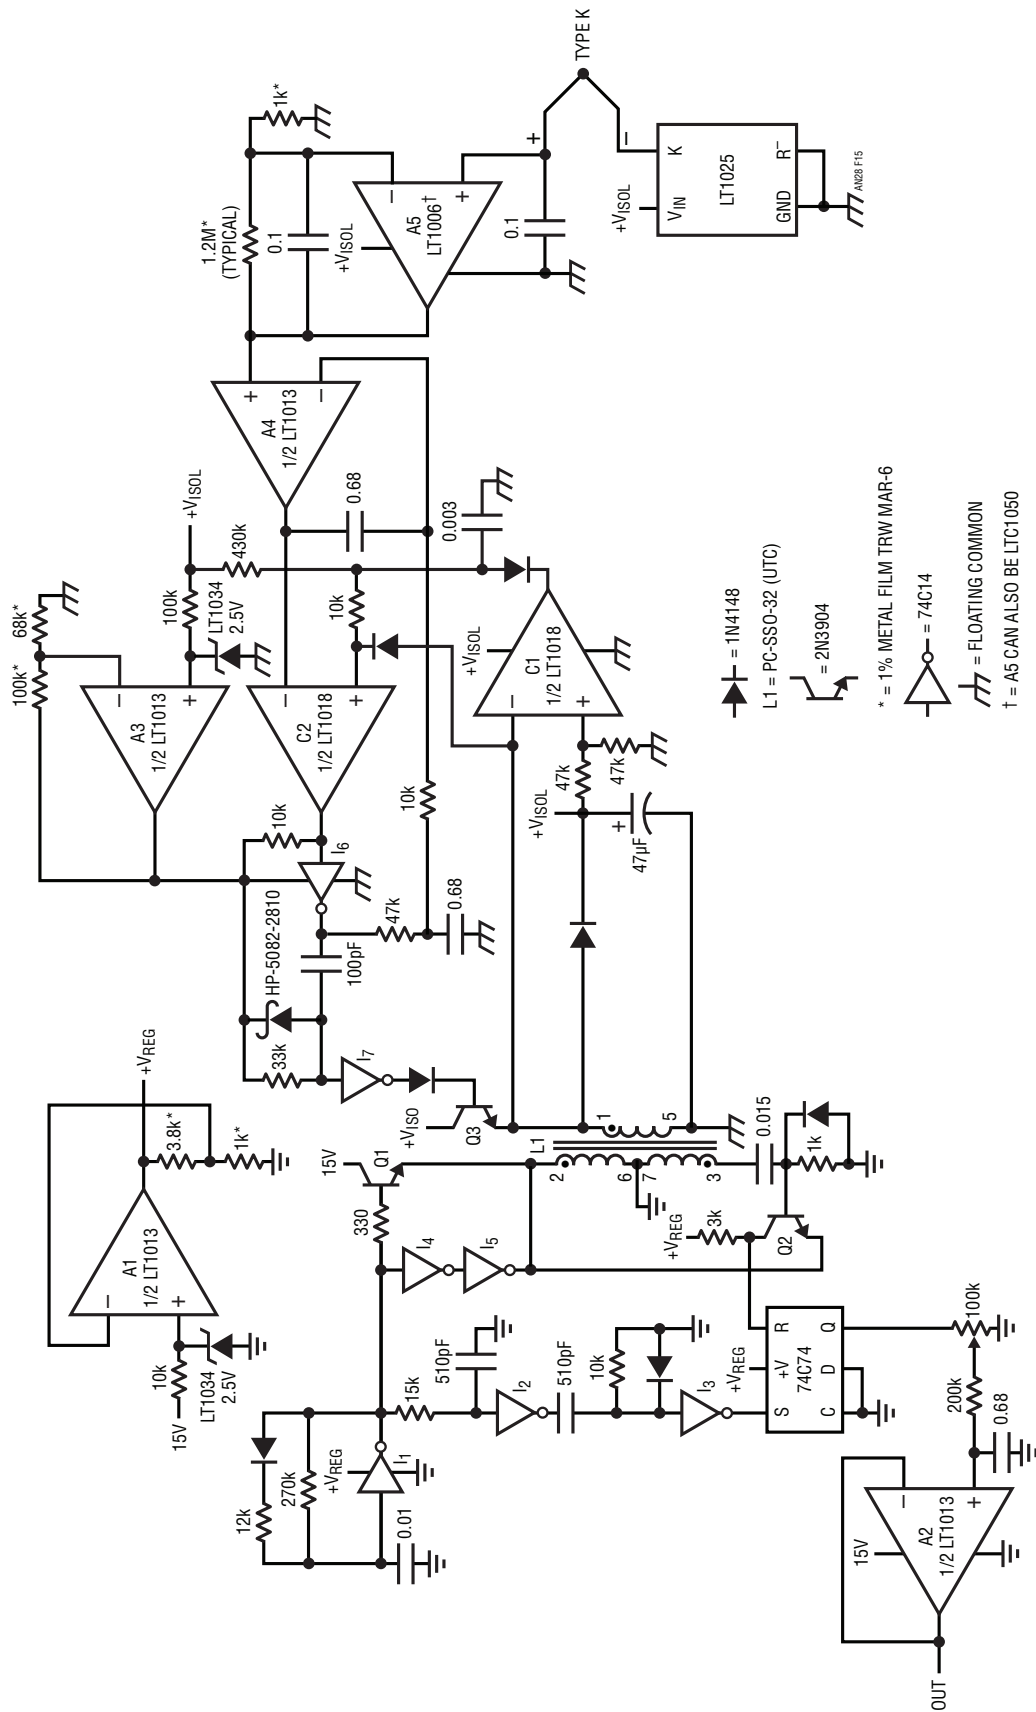 TYPE K
1k*
1.2M*
(TYPICAL)
0.1
+VISOL
A5
LT1006†
−
+
0.1
+
−
+VISOL
VIN
K
LT1025
GND
R−
AN28 F15
+
−
A4
1/2 LT1013
0.68
+VISOL
430k
68k*
100k*
100k
LT1034
2.5V
−
+
A3
1/2 LT1013
10k
0.003
−
+
C2
1/2 LT1018
+VISOL
C1
1/2 LT1018
−
+
10k
I6
10k
47k
47k
+VISOL
+
47µF
HP-5082-2810
100pF
47k
0.68
33k
I7
+VISO
Q3
+VREG
3.8k*
1k*
A1
1/2 LT1013
−
+
10k
15V
LT1034
2.5V
15V
Q1
330
L1
1
5
2
6
7
3
0.015
1k
I4
I5
+VREG
3k
Q2
12k
270k
+VREG
I1
0.01
15k
510pF
I2
510pF
10k
I3
+VREG
S
+V
R
74C74
C
D
Q
100k
200k
0.68
15V
−
+
A2
1/2 LT1013
OUT
= 1N4148
L1 = PC-SSO-32 (UTC)
= 2N3904
* = 1% METAL FILM TRW MAR-6
= 74C14
= FLOATING COMMON
† = A5 CAN ALSO BE LTC1050